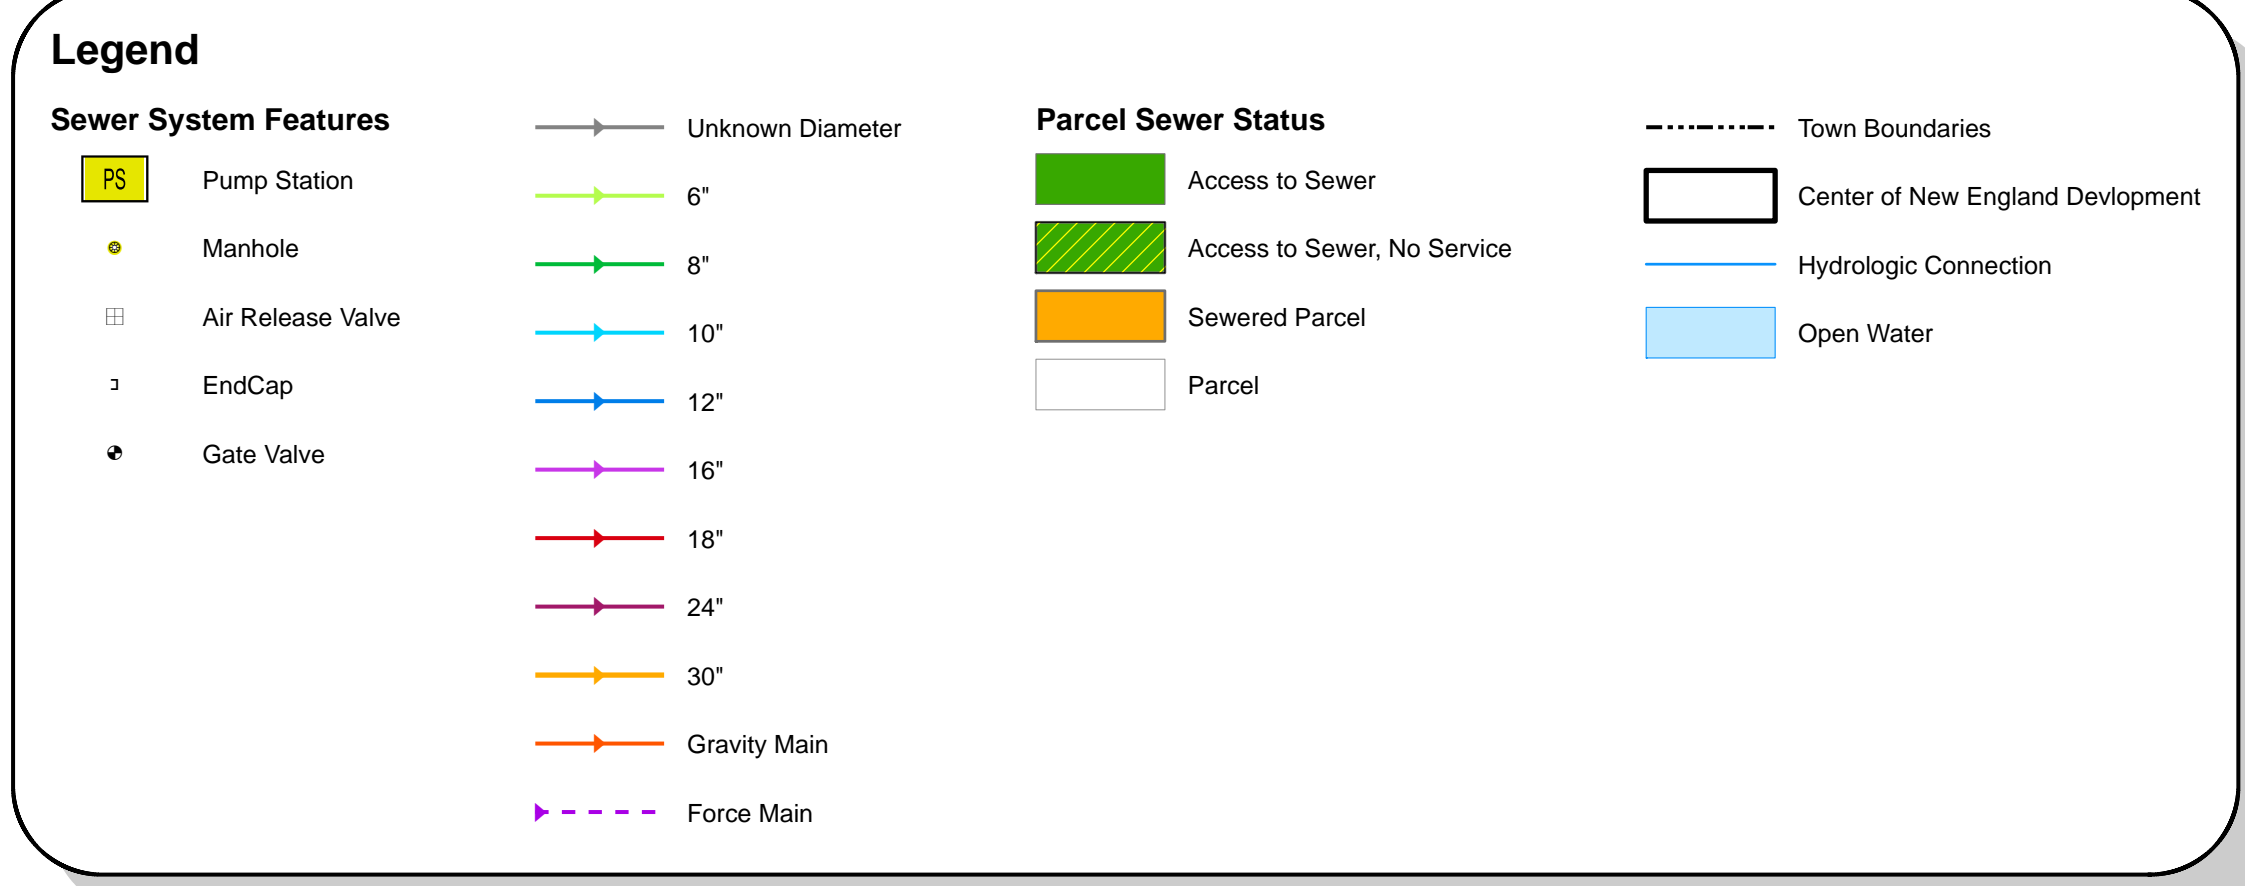 Legend
Sewer System Features
PS
Pump Station
Manhole
Air Release Valve
EndCap
Gate Valve
Unknown Diameter
6"
8"
10"
12"
16"
18"
24"
30"
Gravity Main
Force Main
Parcel Sewer Status
Access to Sewer
Access to Sewer, No Service
Sewered Parcel
Parcel
Town Boundaries
Center of New England Devlopment
Hydrologic Connection
Open Water